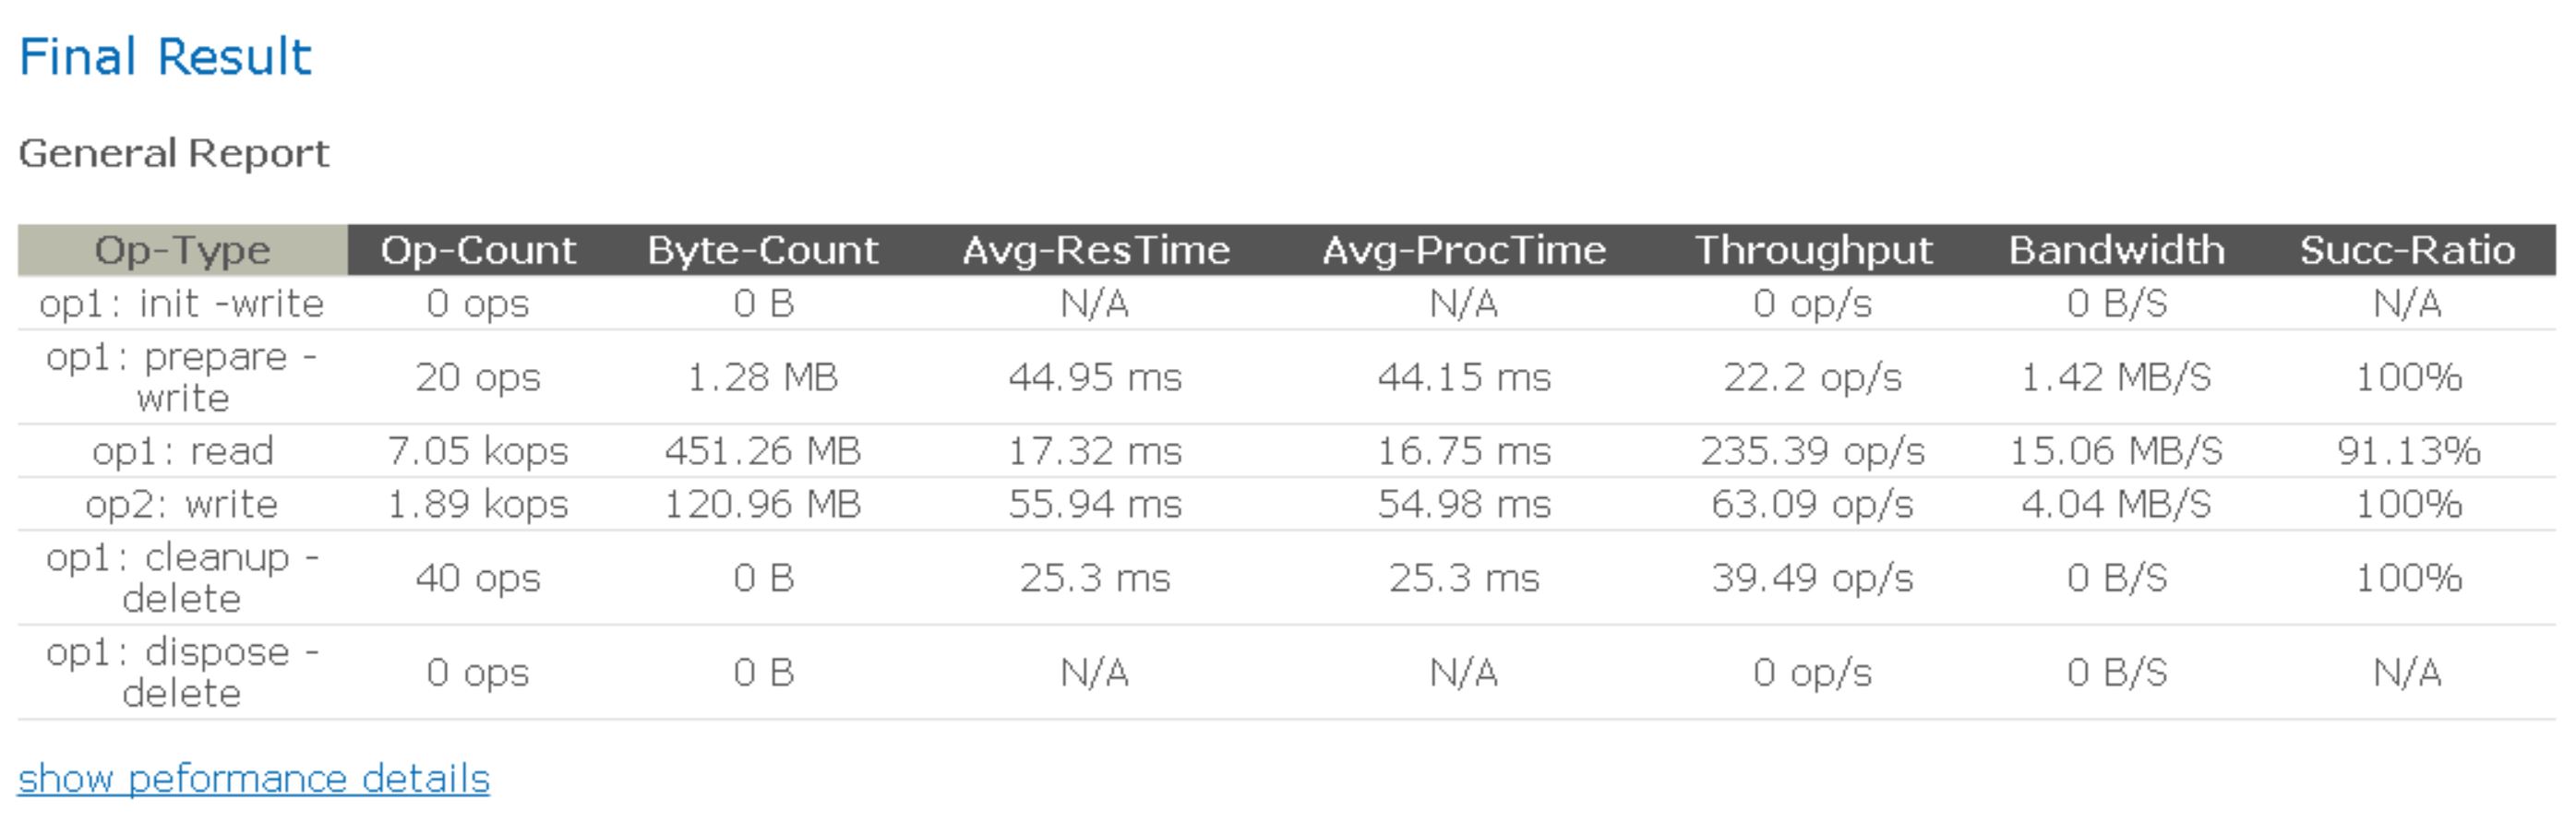 Final Result
General Report
Op-Type Op-Count Byte-Count Avg-ResTime Avg-ProcTime Throughput Bandwidth Succ-Ratio
op1: init -write 0 ops 0 B N/A N/A 0 op/s 0 B/S N/A
op1: prepare -
write 20 ops 1.28 MB 44.95 ms 44.15 ms 22.2 op/s 1.42 MB/S 100%
op1: read 7.05 kops 451.26 MB 17.32 ms 16.75 ms 235.39 op/s 15.06 MB/S 91.13%
op2: write 1.89 kops 120.96 MB 55.94 ms 54.98 ms 63.09 op/s 4.04 MB/S 100%
op1: cleanup -
delete 40 ops 0 B 25.3 ms 25.3 ms 39.49 op/s 0 B/S 100%
op1: dispose -
delete 0 ops 0 B N/A N/A 0 op/s 0 B/S N/A
show peformance details